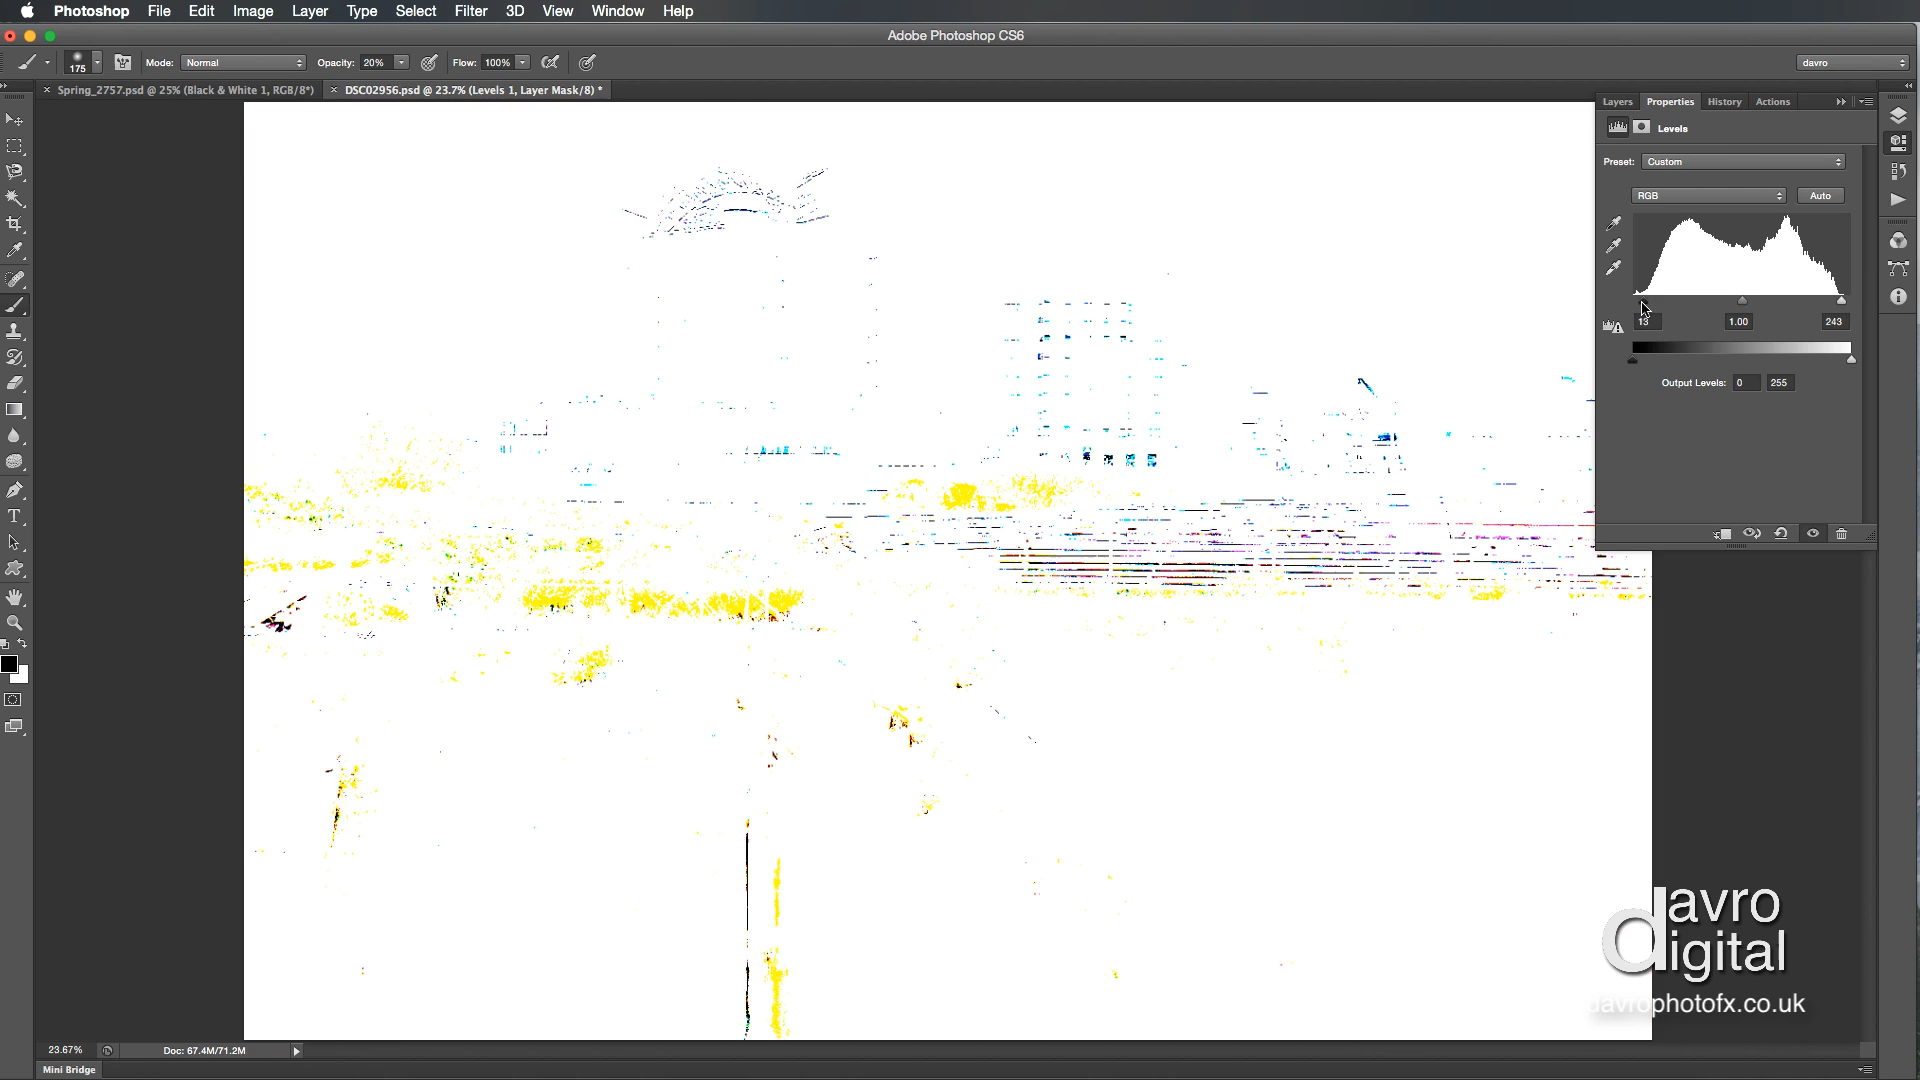 Photoshop File Edit Image Layer Type Select Filter 3D View Window Help
Adobe Photoshop CS6
175 Mode: Normal Opacity: 20% Flow: 100% davro
Spring_2757.psd @ 25% (Black & White 1, RGB/8*) DSC02956.psd @ 23.7% (Levels 1, Layer Mask/8) *
Layers Properties History Actions
Levels
Preset: Custom
RGB Auto
13 1.00 243
Output Levels: 0 255
davro
digital
davrophotofx.co.uk
23.67% Doc: 67.4M/71.2M
Mini Bridge